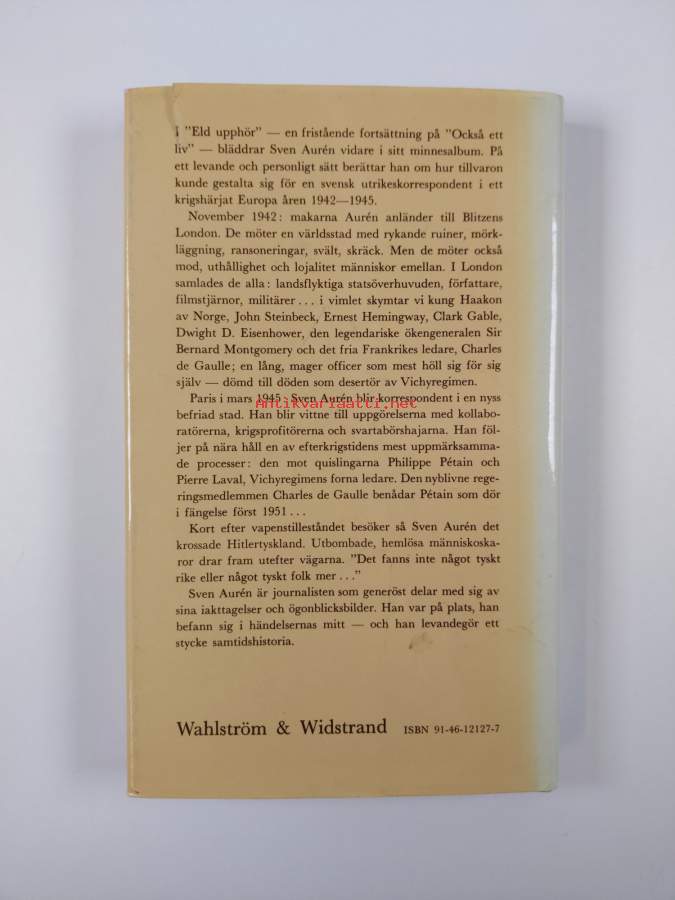 I "Eld upphör" — en fristående fortsättning på "Också ett
liv" — bläddrar Sven Aurén vidare i sitt minnesalbum. På
ett levande och personligt sätt berättar han om hur tillvaron
kunde gestalta sig för en svensk utrikeskorrespondent i ett
krigshärjat Europa åren 1942—1945.
November 1942: makarna Aurén anländer till Blitzens
London. De möter en världsstad med rykande ruiner, mörk-
läggning, ransoneringar, svält, skräck. Men de möter också
mod, uthållighet och lojalitet människor emellan. I London
samlades de alla: landsflyktiga statsöverhuvuden, författare,
filmstjärnor, militärer . . . i vimlet skymtar vi kung Haakon
av Norge, John Steinbeck, Ernest Hemingway, Clark Gable,
Dwight D. Eisenhower, den legendariske ökengeneralen Sir
Bernard Montgomery och det fria Frankrikes ledare, Charles
de Gaulle; en lång, mager officer som mest höll sig för sig
själv — dömd till döden som desertör av Vichyregimen.
Paris i mars 1945: Sven Aurén blir korrespondent i en nyss
Antikvariaatti.net
befriad stad. Han blir vittne till uppgörelserna med kollabo-
ratörerna, krigsprofitörerna och svartabörshajarna. Han föl-
jer på nära håll en av efterkrigstidens mest uppmärksamma-
de processer: den mot quislingarna Philippe Pétain och
Pierre Laval, Vichyregimens forna ledare. Den nyblivne rege-
ringsmedlemmen Charles de Gaulle benådar Pétain som dör
i fängelse först 1951 . . .
Kort efter vapenstilleståndet besöker så Sven Aurén det
krossade Hitlertyskland. Utbombade, hemlösa människoska-
ror drar fram utefter vägarna. "Det fanns inte något tyskt
rike eller något tyskt folk mer . . ."
Sven Aurén är journalisten som generöst delar med sig av
sina iakttagelser och ögonblicksbilder. Han var på plats, han
befann sig i händelsernas mitt — och han levandegör ett
stycke samtidshistoria.
Wahlström & Widstrand ISBN 91-46-12127-7